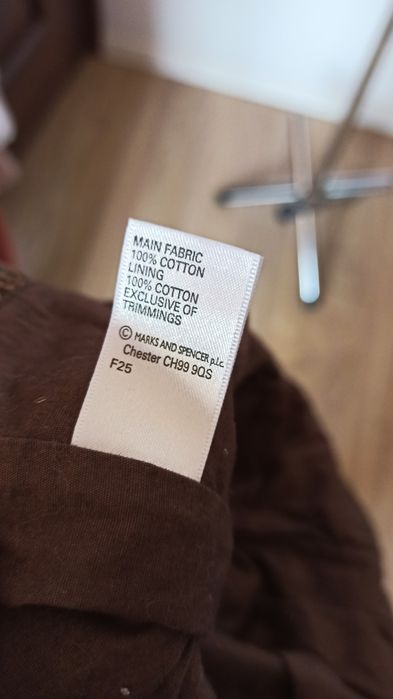 MAIN FABRIC
100% COTTON
LINING
100% COTTON
EXCLUSIVE OF
TRIMMINGS
© MARKS AND SPENCER p.l.c.
Chester CH99 9QS
F25